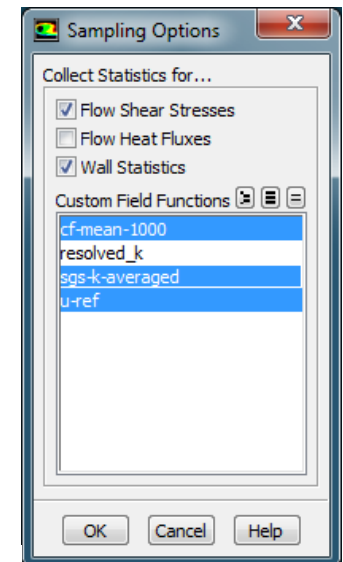 Sampling Options
Collect Statistics for...
Flow Shear Stresses
Flow Heat Fluxes
Wall Statistics
Custom Field Functions
cf-mean-1000
resolved_k
sgs-k-averaged
u-ref
OK Cancel Help